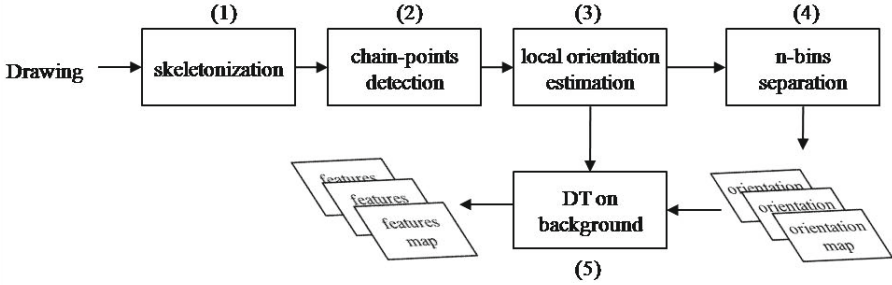 (1)
(2)
(3)
(4)
Drawing
skeletonization
chain-points
detection
local orientation
estimation
n-bins
separation
features
features
features
map
DT on
background
orientation
orientation
orientation
map
(5)